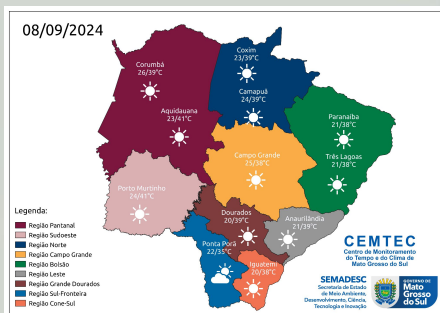 08/09/2024
Corumbá
26/39°C
Coxim
23/39°C
Camapuã
24/39°C
Aquidauana
23/41°C
Paranaíba
21/38°C
Três Lagoas
21/38°C
Campo Grande
25/38°C
Porto Murtinho
24/41°C
Dourados
20/39°C
Anaurilândia
21/39°C
Ponta Porã
22/35°C
Iguatemi
20/38°C
Legenda:
Região Pantanal
Região Sudoeste
Região Norte
Região Campo Grande
Região Bolsão
Região Leste
Região Grande Dourados
Região Sul-Fronteira
Região Cone-Sul
CEMTEC
Centro de Monitoramento
do Tempo e do Clima de
Mato Grosso do Sul
SEMADESC
Secretaria de Estado
de Meio Ambiente,
Desenvolvimento, Ciência,
Tecnologia e Inovação
GOVERNO DE
Mato
Grosso
do Sul